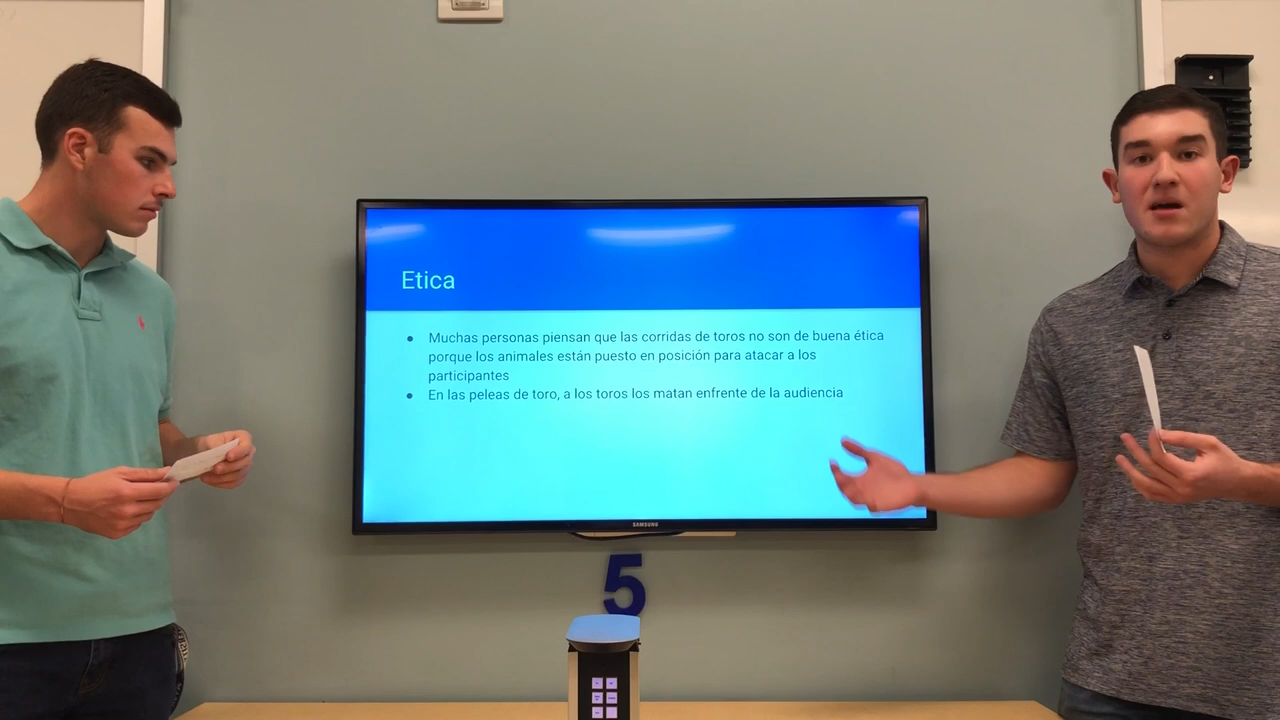 Etica
Muchas personas piensan que las corridas de toros no son de buena ética
porque los animales están puesto en posición para atacar a los
participantes
En las peleas de toro, a los toros los matan enfrente de la audiencia
SAMSUNG
5